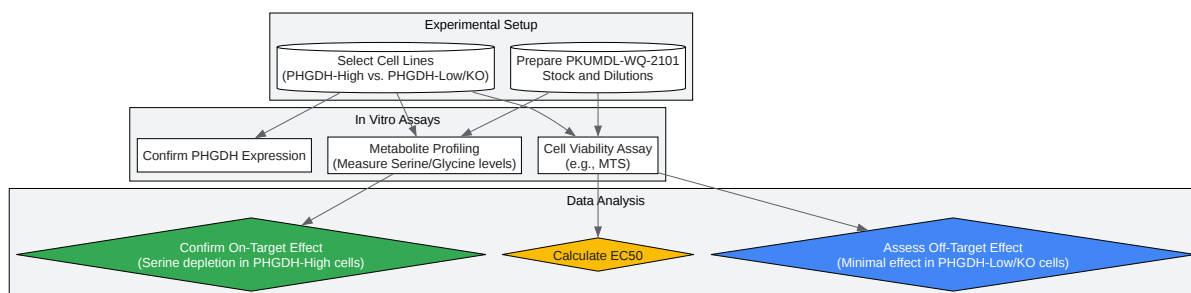 Experimental Setup
Select Cell Lines
(PHGDH-High vs. PHGDH-Low/KO)
Prepare PKUMDL-WQ-2101
Stock and Dilutions
In Vitro Assays
Confirm PHGDH Expression
Metabolite Profiling
(Measure Serine/Glycine levels)
Cell Viability Assay
(e.g., MTS)
Data Analysis
Confirm On-Target Effect
(Serine depletion in PHGDH-High cells)
Calculate EC50
Assess Off-Target Effect
(Minimal effect in PHGDH-Low/KO cells)